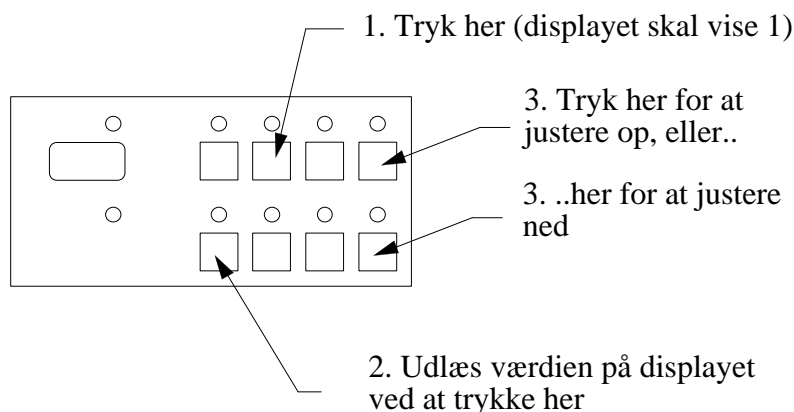 1. Tryk her (displayet skal vise 1)
3. Tryk her for at
justere op, eller..
3. ..her for at justere
ned
2. Udlæs værdien på displayet
ved at trykke her